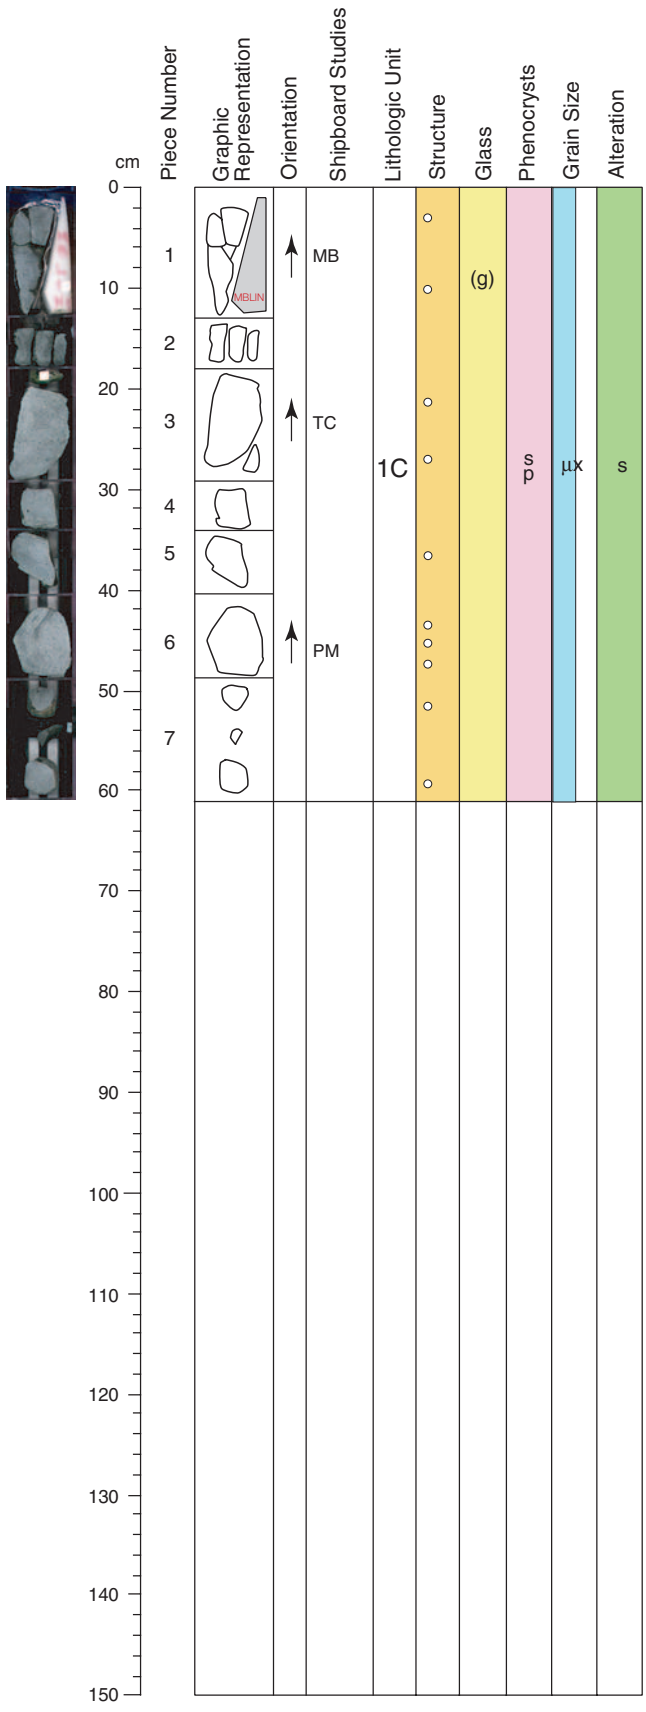 cm
Piece Number
Graphic
Representation
Orientation
Shipboard Studies
Lithologic Unit
Structure
Glass
Phenocrysts
Grain Size
Alteration
0
10
20
30
40
50
60
70
80
90
100
110
120
130
140
150
1
2
3
4
5
6
7
MBLIN
MB
TC
PM
1C
(g)
s
p
μx
s